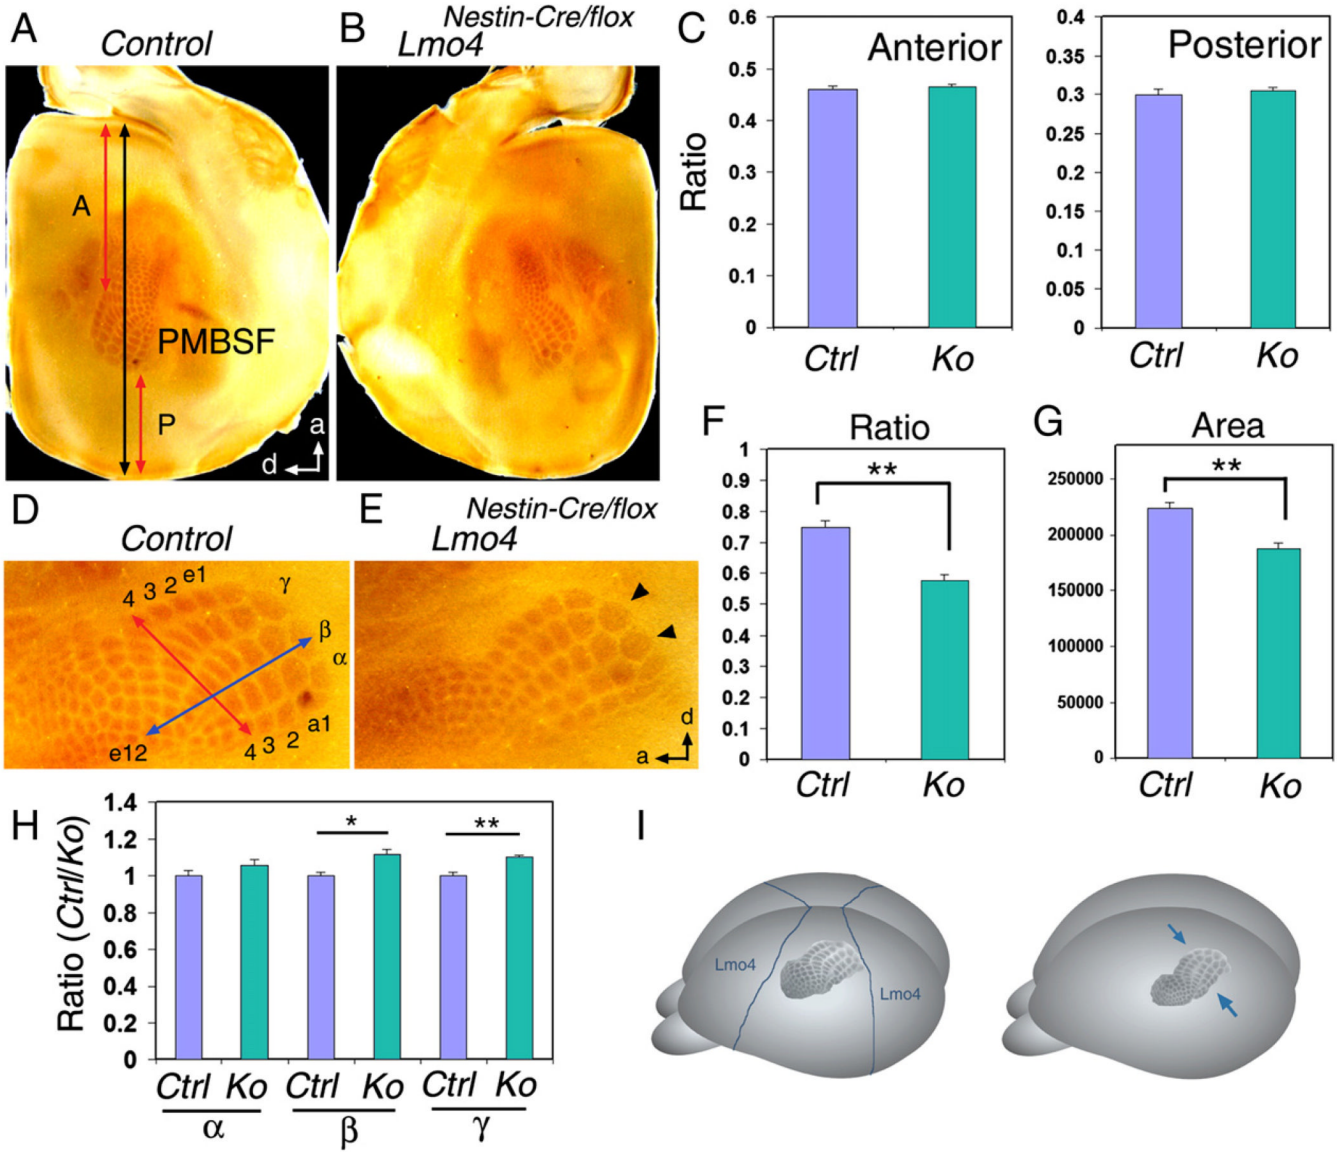 A
Control
B
Nestin-Cre/flox
Lmo4
A
PMBSF
P
a
d
C
Ratio
Anterior
0.6
0.5
0.4
0.3
0.2
0.1
0
Ctrl Ko
Posterior
0.4
0.35
0.3
0.25
0.2
0.15
0.1
0.05
0
Ctrl Ko
D
Control
4 3 2 e1 γ
β
α
a1
e12 4 3 2
E
Nestin-Cre/flox
Lmo4
d
a
F
Ratio
**
1
0.9
0.8
0.7
0.6
0.5
0.4
0.3
0.2
0.1
0
Ctrl Ko
G
Area
**
250000
200000
150000
100000
50000
0
Ctrl Ko
H
Ratio (Ctrl/Ko)
1.4
1.2
1
0.8
0.6
0.4
0.2
0
* **
Ctrl Ko Ctrl Ko Ctrl Ko
α β γ
I
Lmo4
Lmo4